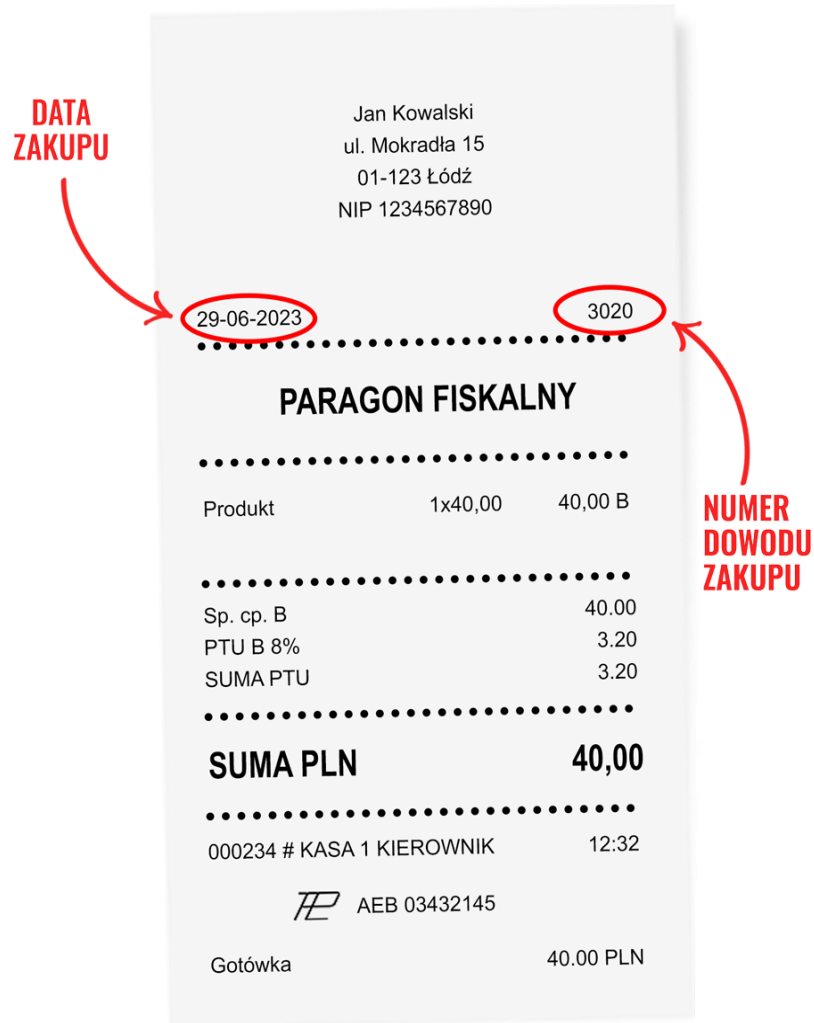 DATA
ZAKUPU
Jan Kowalski
ul. Mokradła 15
01-123 Łódź
NIP 1234567890
29-06-2023 3020
PARAGON FISKALNY
NUMER
DOWODU
ZAKUPU
Produkt 1x40,00 40,00 B
Sp. cp. B 40.00
PTU B 8% 3.20
SUMA PTU 3.20
SUMA PLN 40,00
000234 # KASA 1 KIEROWNIK 12:32
AEB 03432145
Gotówka 40.00 PLN